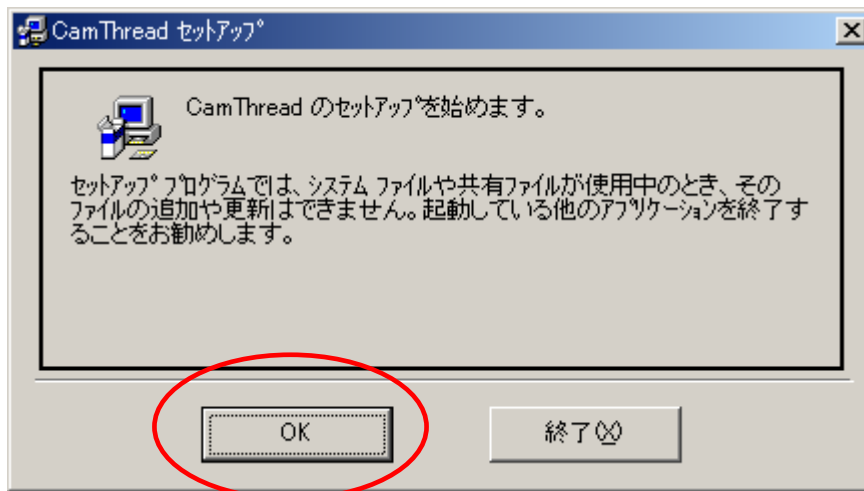 CamThread ｾｯﾄｱｯﾌﾟ
CamThread のｾｯﾄｱｯﾌﾟを始めます。
ｾｯﾄｱｯﾌﾟ ﾌﾟﾛｸﾞﾗﾑでは、ｼｽﾃﾑ ﾌｧｲﾙや共有ﾌｧｲﾙが使用中のとき、その
ﾌｧｲﾙの追加や更新はできません。起動している他のｱﾌﾟﾘｹｰｼｮﾝを終了す
ることをお勧めします。
OK
終了(X)